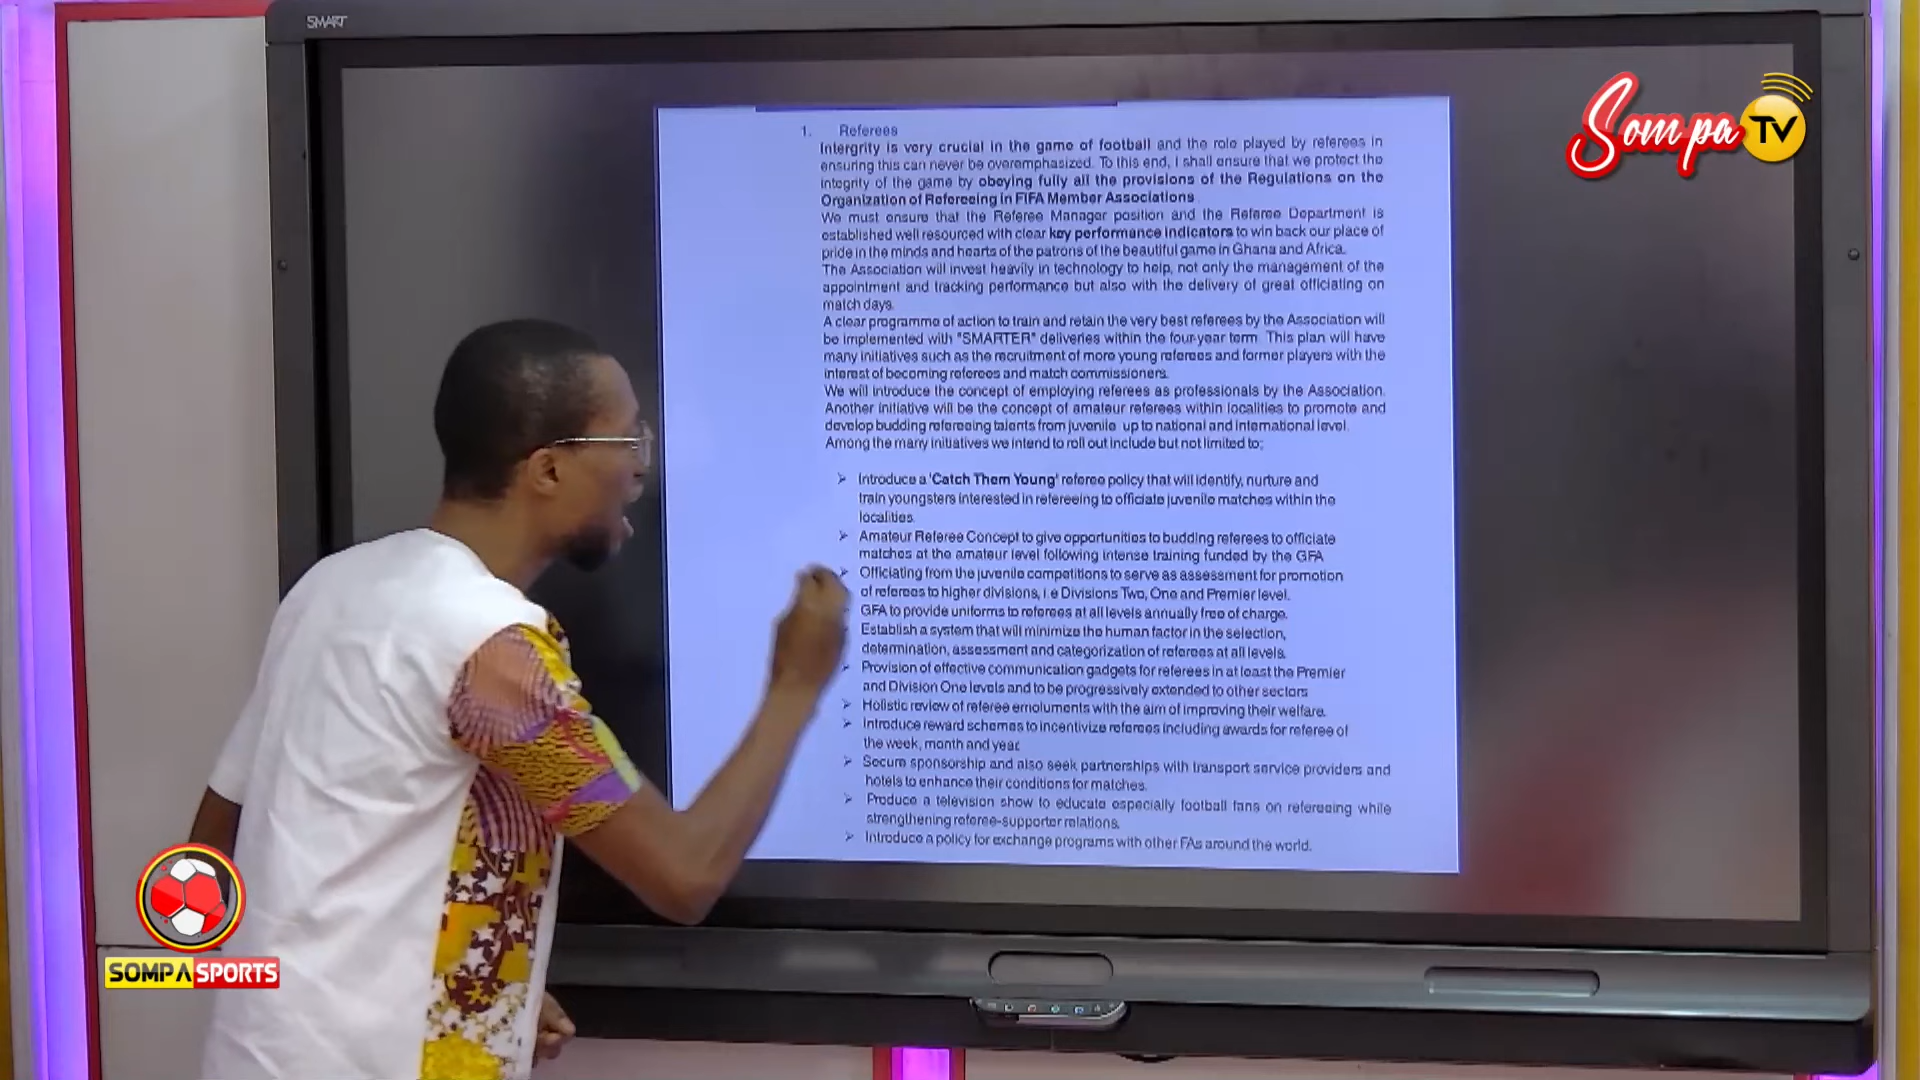 SMART
Sompa TV
1. Referees
Intergrity is very crucial in the game of football and the role played by referees in
ensuring this can never be overemphasized. To this end, I shall ensure that we protect the
integrity of the game by obeying fully all the provisions of the Regulations on the
Organization of Refereeing in FIFA Member Associations
We must ensure that the Referee Manager position and the Referee Department is
established well resourced with clear key performance indicators to win back our place of
pride in the minds and hearts of the patrons of the beautiful game in Ghana and Africa.
The Association will invest heavily in technology to help, not only the management of the
appointment and tracking performance but also with the delivery of great officiating on
match days.
A clear programme of action to train and retain the very best referees by the Association will
be implemented with "SMARTER" deliveries within the four-year term. This plan will have
many initiatives such as the recruitment of more young referees and former players with the
interest of becoming referees and match commissioners.
We will introduce the concept of employing referees as professionals by the Association.
Another initiative will be the concept of amateur referees within localities to promote and
develop budding refereeing talents from juvenile up to national and international level.
Among the many initiatives we intend to roll out include but not limited to;
➢ Introduce a 'Catch Them Young' referee policy that will identify, nurture and
train youngsters interested in refereeing to officiate juvenile matches within the
localities.
➢ Amateur Referee Concept to give opportunities to budding referees to officiate
matches at the amateur level following intense training funded by the GFA
➢ Officiating from the juvenile competitions to serve as assessment for promotion
of referees to higher divisions, i.e Divisions Two, One and Premier level.
GFA to provide uniforms to referees at all levels annually free of charge.
Establish a system that will minimize the human factor in the selection,
determination, assessment and categorization of referees at all levels.
➢ Provision of effective communication gadgets for referees in at least the Premier
and Division One levels and to be progressively extended to other sectors
➢ Holistic review of referee emoluments with the aim of improving their welfare.
➢ Introduce reward schemes to incentivize referees including awards for referee of
the week, month and year.
➢ Secure sponsorship and also seek partnerships with transport service providers and
hotels to enhance their conditions for matches.
➢ Produce a television show to educate especially football fans on refereeing while
strengthening referee-supporter relations.
➢ Introduce a policy for exchange programs with other FAs around the world.
SOMPA SPORTS